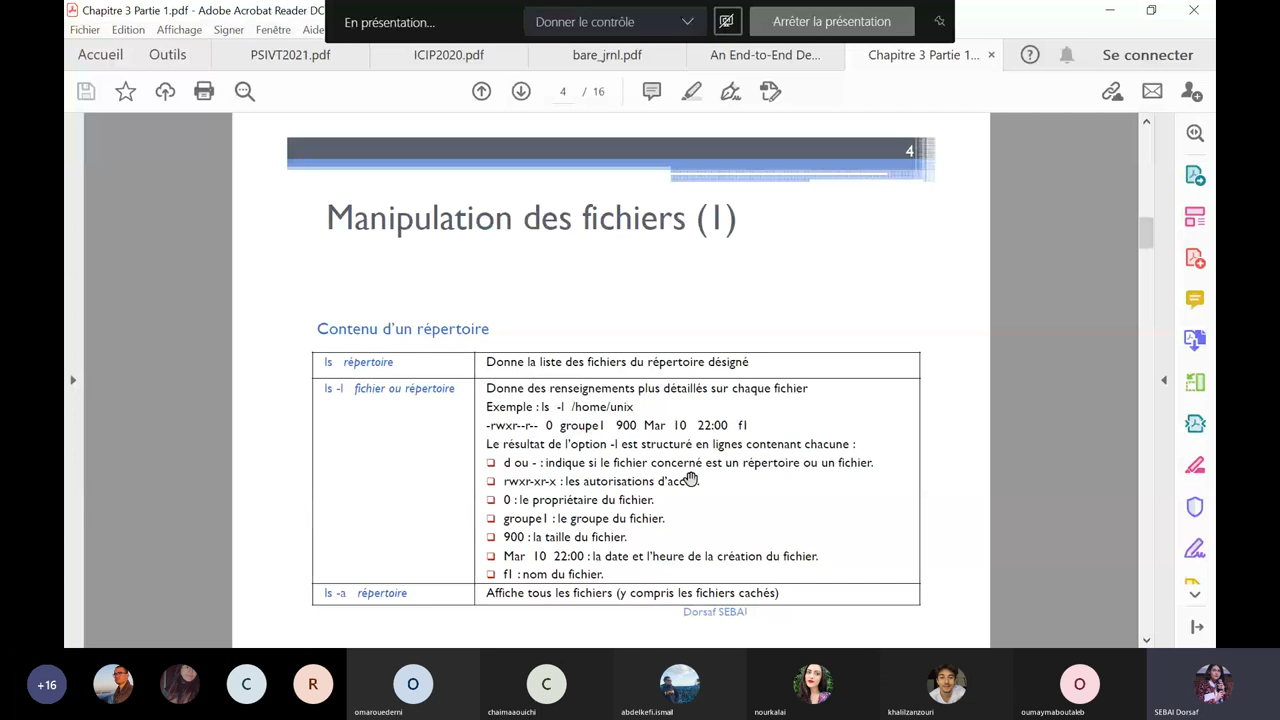 Chapitre 3 Partie 1.pdf - Adobe Acrobat Reader DC
En présentation...
Donner le contrôle
Arrêter la présentation
Fichier Edition Affichage Signer Fenêtre
Accueil Outils PSIVT2021.pdf ICIP2020.pdf bare_jrnl.pdf An End-to-End De... Chapitre 3 Partie 1... × Se connecter
4 / 16
4
Manipulation des fichiers (1)
Contenu d'un répertoire
ls répertoire Donne la liste des fichiers du répertoire désigné
ls -l fichier ou répertoire Donne des renseignements plus détaillés sur chaque fichier
Exemple : ls -l /home/unix
-rwxr--r-- 0 groupe1 900 Mar 10 22:00 f1
Le résultat de l'option -l est structuré en lignes contenant chacune :
d ou - : indique si le fichier concerné est un répertoire ou un fichier.
rwxr-xr-x : les autorisations
0 : le propriétaire du fichier.
groupe1 : le groupe du fichier.
900 : la taille du fichier.
Mar 10 22:00 : la date et l'heure de la création du fichier.
f1 : nom du fichier.
ls -a répertoire Affiche tous les fichiers (y compris les fichiers cachés)
Dorsaf SEBAI
+16 C R O C O
omarouederni chaimaaouichi abdelkefi.ismail nourkalai khalilzanzouri oumaymaboutaleb SEBAI Dorsaf